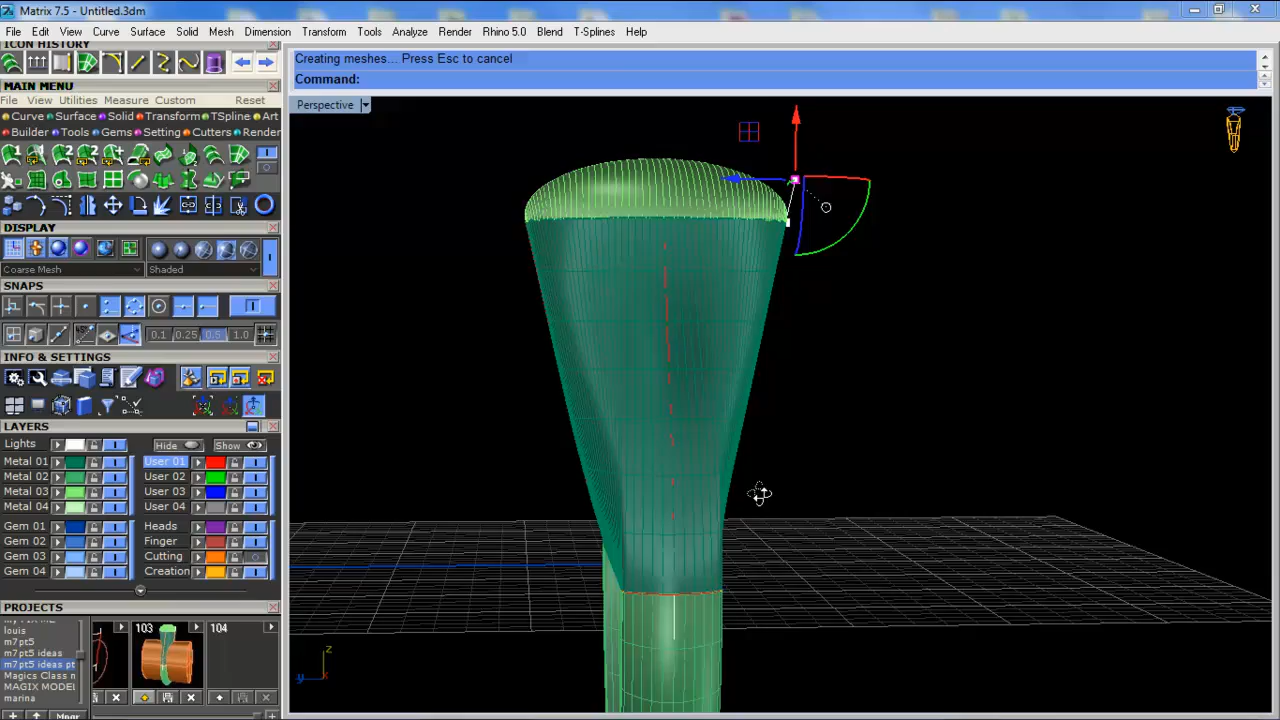 Matrix 7.5 - Untitled.3dm
File Edit View Curve Surface Solid Mesh Dimension Transform Tools Analyze Render Rhino 5.0 Blend T-Splines Help
ICON HISTORY
Creating meshes... Press Esc to cancel
Command:
MAIN MENU
File View Utilities Measure Custom Reset
Curve Surface Solid Transform TSpline Art
Builder Tools Gems Setting Cutters Render
Perspective
DISPLAY
Coarse Mesh Shaded
SNAPS
0.1 0.25 0.5 1.0
INFO & SETTINGS
LAYERS
Lights Hide Show
Metal 01 User 01
Metal 02 User 02
Metal 03 User 03
Metal 04 User 04
Gem 01 Heads
Gem 02 Finger
Gem 03 Cutting
Gem 04 Creation
PROJECTS
louis
103 104
m7pt5
m7pt5 ideas
m7pt5 ideas pt
Magics Class n
MAGIX MODEL
marina
z
y
x